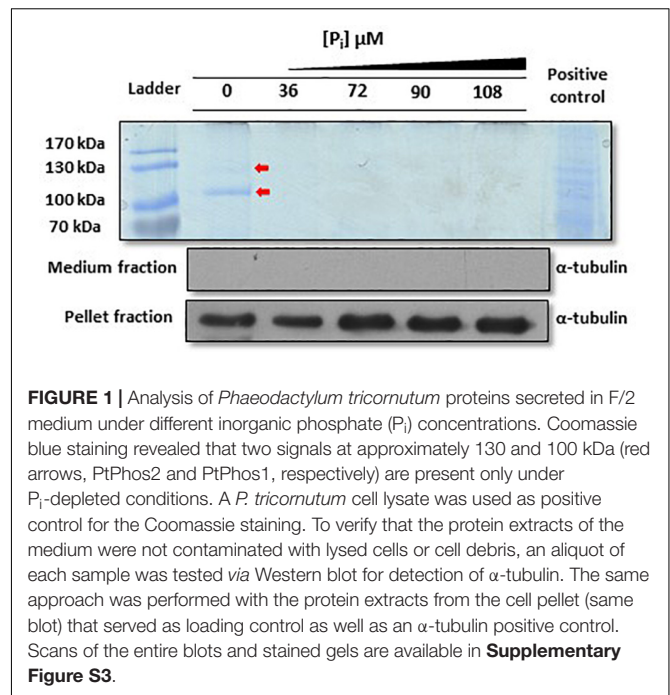 [Pi] μM
Ladder 0 36 72 90 108 Positive control
170 kDa
130 kDa
100 kDa
70 kDa
Medium fraction α-tubulin
Pellet fraction α-tubulin
FIGURE 1 | Analysis of Phaeodactylum tricornutum proteins secreted in F/2
medium under different inorganic phosphate (Pi) concentrations. Coomassie
blue staining revealed that two signals at approximately 130 and 100 kDa (red
arrows, PtPhos2 and PtPhos1, respectively) are present only under
Pi-depleted conditions. A P. tricornutum cell lysate was used as positive
control for the Coomassie staining. To verify that the protein extracts of the
medium were not contaminated with lysed cells or cell debris, an aliquot of
each sample was tested via Western blot for detection of α-tubulin. The same
approach was performed with the protein extracts from the cell pellet (same
blot) that served as loading control as well as an α-tubulin positive control.
Scans of the entire blots and stained gels are available in Supplementary
Figure S3.